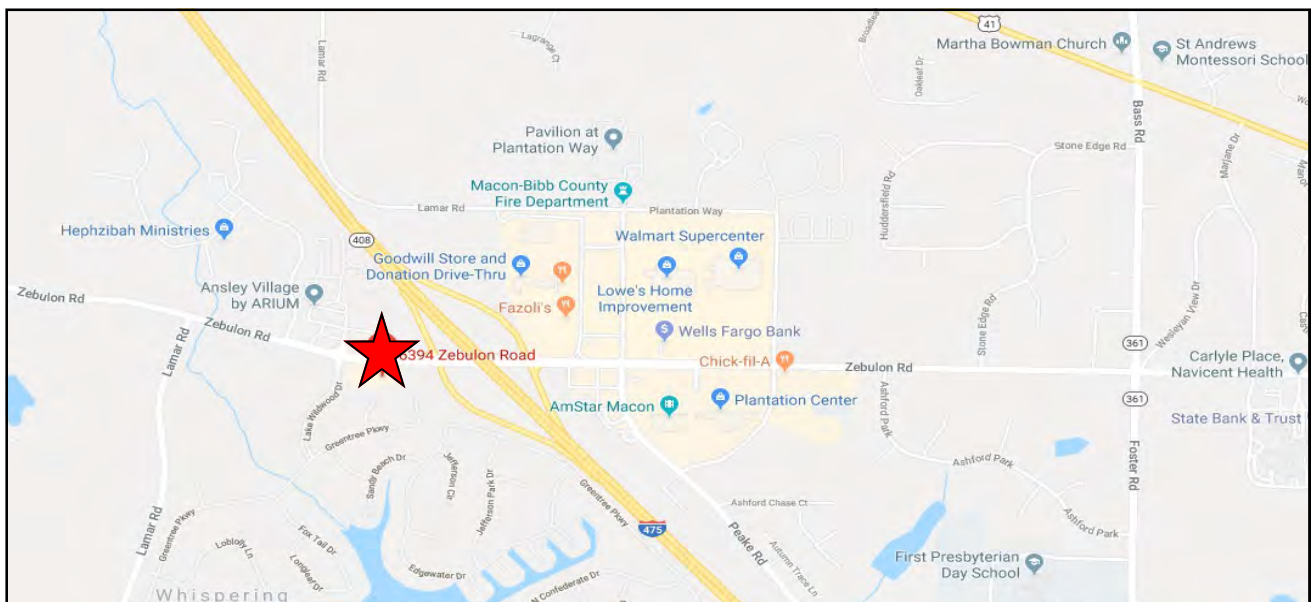 41
Lagrange Ct
Martha Bowman Church
St Andrews
Montessori School
Lamar Rd
Oakleaf Dr
Bass Rd
Pavilion at
Plantation Way
Stone Edge Rd
Marjane Dr
Macon-Bibb County
Fire Department
Lamar Rd
Plantation Way
Huddersfield Rd
Hephzibah Ministries
408
Walmart Supercenter
Goodwill Store and
Donation Drive-Thru
Ansley Village
by ARIUM
Lowe's Home
Improvement
Fazoli's
Stone Edge Rd
Wesleyan View Dr
Zebulon Rd
Zebulon Rd
Wells Fargo Bank
361
6394 Zebulon Road
Chick-fil-A
Zebulon Rd
Carlyle Place,
Navicent Health
Lamar Rd
Lake Wildwood Dr
AmStar Macon
Plantation Center
Ashford Park
361
State Bank & Trust
Greentree Pkwy
Sandy Beach Dr
Jefferson Cir
Jefferson Park Dr
Foster Rd
Ashford Park
Greentree Pkwy
Ashford Chase Ct
Ashford Park
475
Peake Rd
Greentree Pkwy
Lamar Rd
Fox Tail Dr
Loblolly Ln
Longleaf Dr
Autumn Trace Ln
First Presbyterian
Day School
Edgewater Dr
N Confederate Dr
Whispering